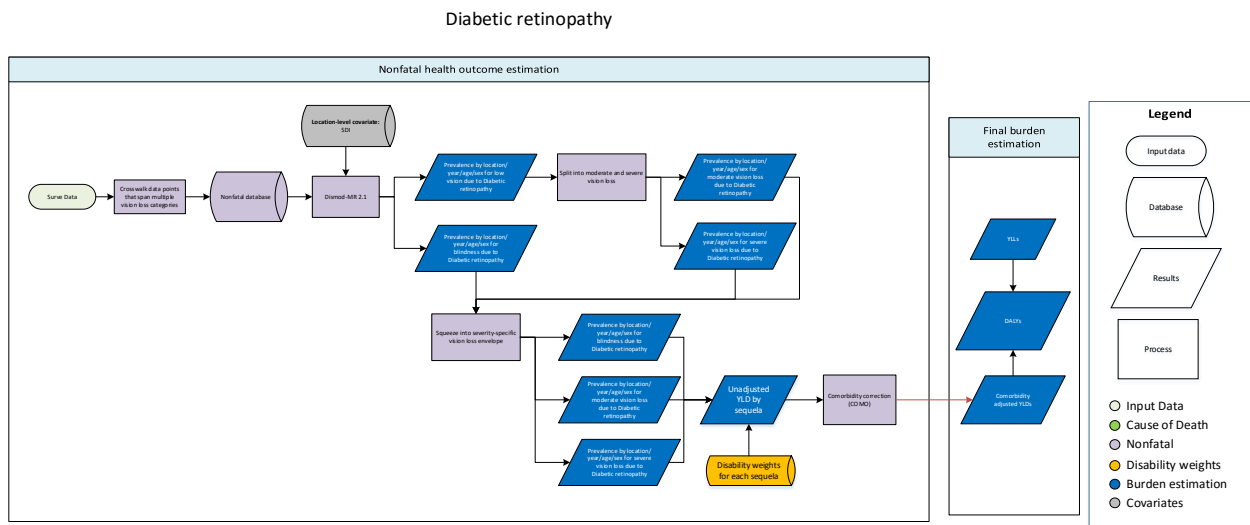 Diabetic retinopathy
Nonfatal health outcome estimation
Location-level covariate:
SDI
Surve Data
Crosswalk data points
that span multiple
vision loss categories
Nonfatal database
Dismod-MR 2.1
Prevalence by location/
year/age/sex for low
vision due to Diabetic
retinopathy
Split into moderate and severe
vision loss
Prevalence by location/
year/age/sex for
moderate vision loss
due to Diabetic
retinopathy
Prevalence by location/
year/age/sex for
blindness due to
Diabetic retinopathy
Prevalence by location/
year/age/sex for severe
vision loss due to
Diabetic retinopathy
Squeeze into severity-specific
vision loss envelope
Prevalence by location/
year/age/sex for
blindness due to
Diabetic retinopathy
Prevalence by location/
year/age/sex for
moderate vision loss
due to Diabetic
retinopathy
Prevalence by location/
year/age/sex for severe
vision loss due to
Diabetic retinopathy
Unadjusted
YLD by
sequela
Disability weights
for each sequela
Comorbidity correction
(COMO)
Final burden
estimation
YLLs
DALYs
Comorbidity
adjusted YLDs
Legend
Input data
Database
Results
Process
Input Data
Cause of Death
Nonfatal
Disability weights
Burden estimation
Covariates